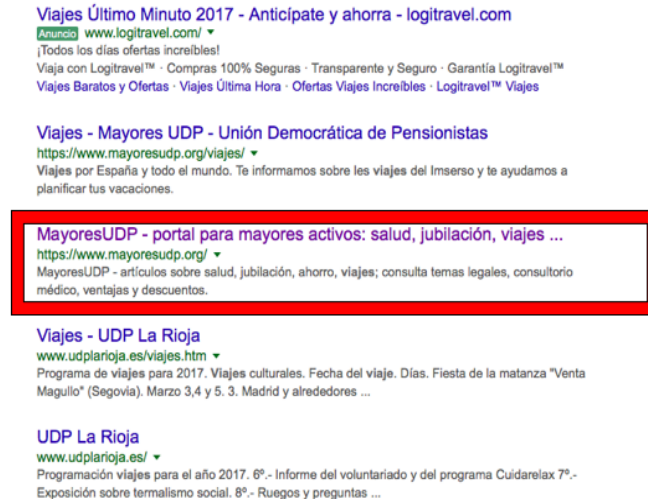 Viajes Último Minuto 2017 - Anticípate y ahorra - logitravel.com
Anuncio www.logitravel.com/
¡Todos los días ofertas increíbles!
Viaja con Logitravel™ · Compras 100% Seguras · Transparente y Seguro · Garantía Logitravel™
Viajes Baratos y Ofertas · Viajes Última Hora · Ofertas Viajes Increíbles · Logitravel™ Viajes
Viajes - Mayores UDP - Unión Democrática de Pensionistas
https://www.mayoresudp.org/viajes/
Viajes por España y todo el mundo. Te informamos sobre les viajes del Imserso y te ayudamos a
planificar tus vacaciones.
MayoresUDP - portal para mayores activos: salud, jubilación, viajes ...
https://www.mayoresudp.org/
MayoresUDP - artículos sobre salud, jubilación, ahorro, viajes; consulta temas legales, consultorio
médico, ventajas y descuentos.
Viajes - UDP La Rioja
www.udplarioja.es/viajes.htm
Programa de viajes para 2017. Viajes culturales. Fecha del viaje. Días. Fiesta de la matanza "Venta
Magullo" (Segovia). Marzo 3,4 y 5. 3. Madrid y alrededores ...
UDP La Rioja
www.udplarioja.es/
Programación viajes para el año 2017. 6º.- Informe del voluntariado y del programa Cuidarelax 7º.-
Exposición sobre termalismo social. 8º.- Ruegos y preguntas ...